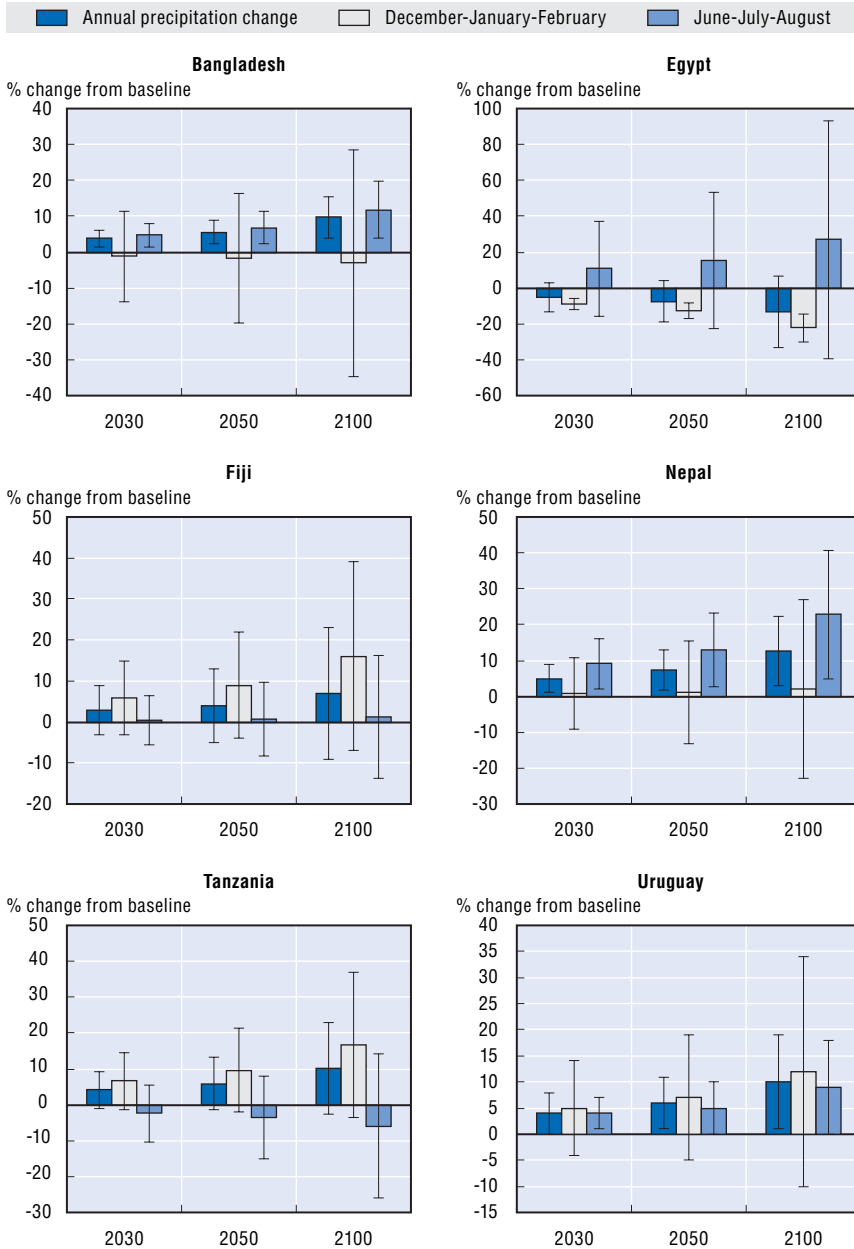 Annual precipitation change December-January-February June-July-August
Bangladesh
% change from baseline
40
30
20
10
0
-10
-20
-30
-40
2030 2050 2100
Egypt
% change from baseline
100
80
60
40
20
0
-20
-40
-60
2030 2050 2100
Fiji
% change from baseline
50
40
30
20
10
0
-10
-20
2030 2050 2100
Nepal
% change from baseline
50
40
30
20
10
0
-10
-20
-30
2030 2050 2100
Tanzania
% change from baseline
50
40
30
20
10
0
-10
-20
-30
2030 2050 2100
Uruguay
% change from baseline
40
35
30
25
20
15
10
5
0
-5
-10
-15
2030 2050 2100